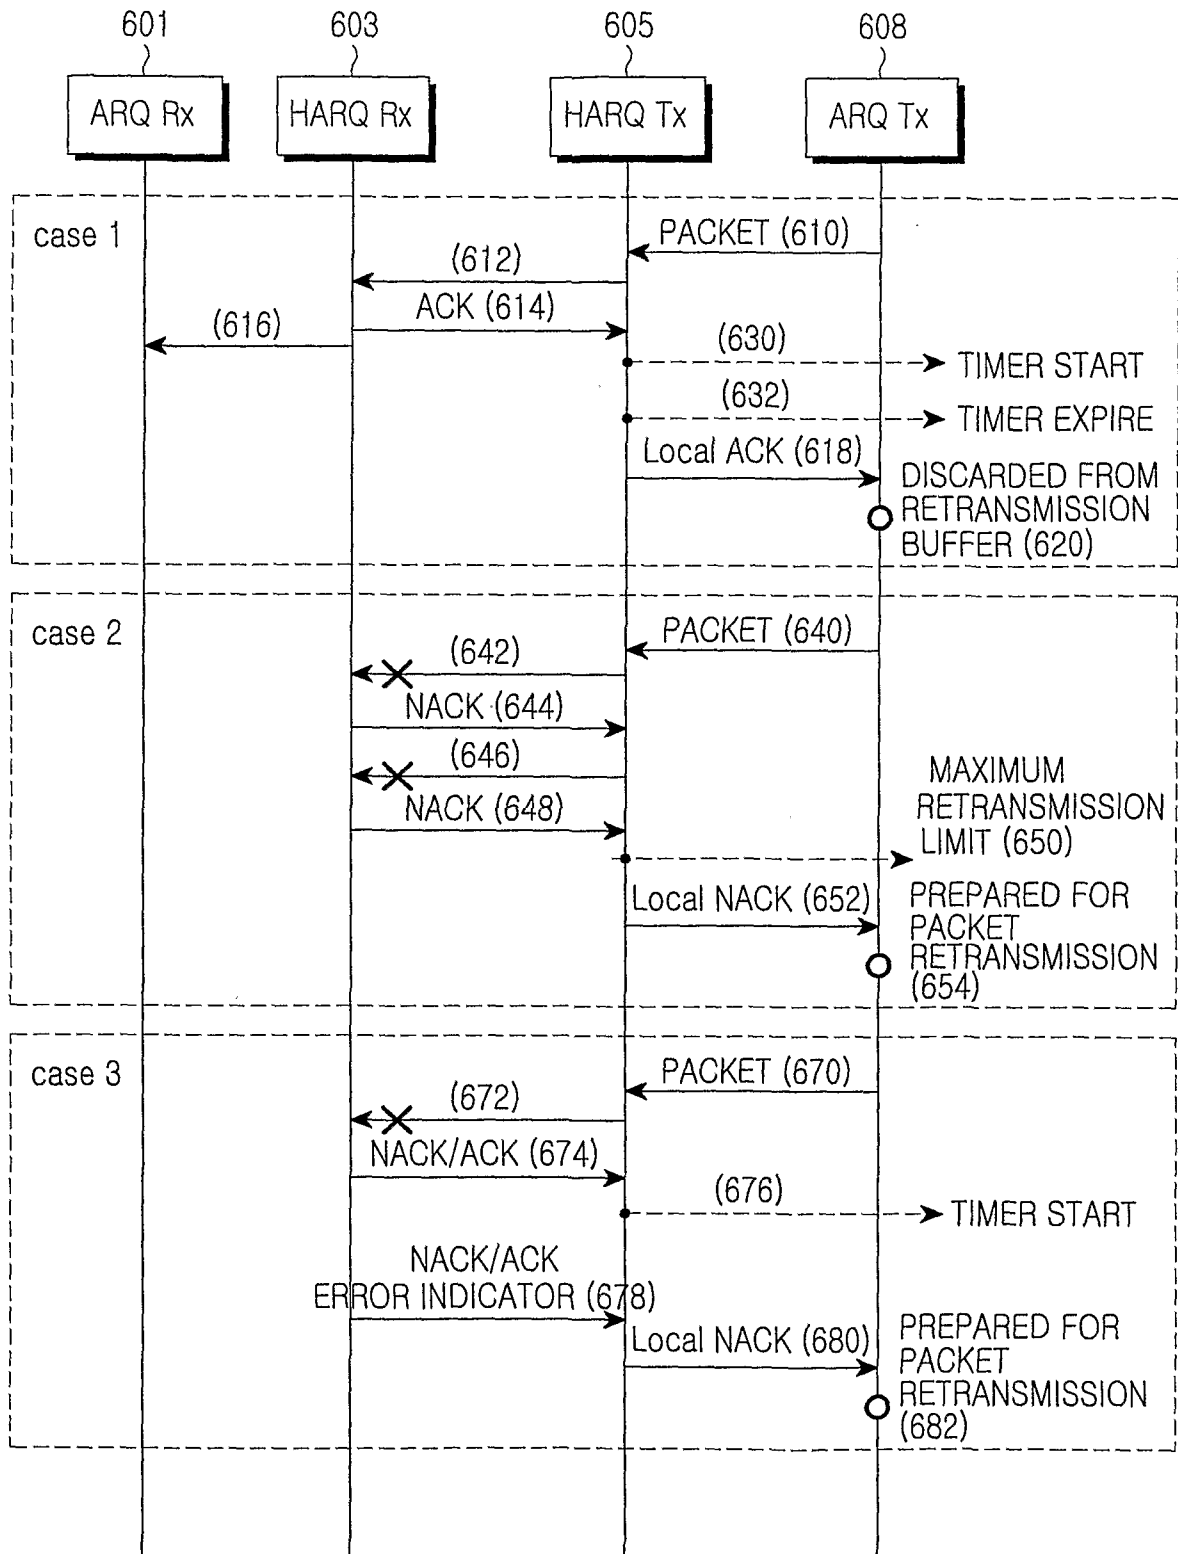 601
603
605
608
ARQ Rx
HARQ Rx
HARQ Tx
ARQ Tx
case 1
PACKET (610)
(612)
ACK (614)
(616)
(630)
TIMER START
(632)
TIMER EXPIRE
Local ACK (618)
DISCARDED FROM
RETRANSMISSION
BUFFER (620)
case 2
PACKET (640)
(642)
NACK (644)
(646)
NACK (648)
MAXIMUM
RETRANSMISSION
LIMIT (650)
Local NACK (652)
PREPARED FOR
PACKET
RETRANSMISSION
(654)
case 3
PACKET (670)
(672)
NACK/ACK (674)
(676)
TIMER START
NACK/ACK
ERROR INDICATOR (678)
Local NACK (680)
PREPARED FOR
PACKET
RETRANSMISSION
(682)